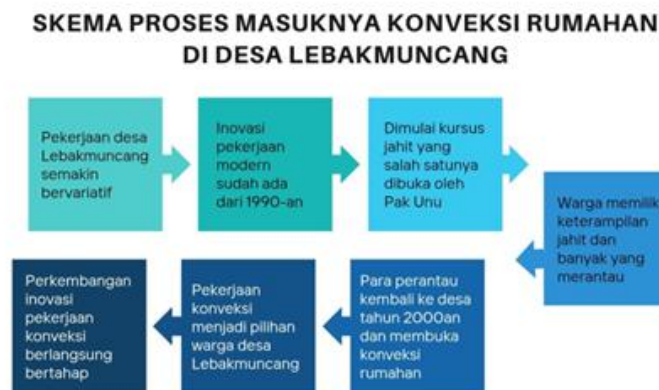 SKEMA PROSES MASUKNYA KONVEKSI RUMAHAN
DI DESA LEBAKMUNCANG
Pekerjaan desa
Lebakmuncang
semakin
bervariatif
Inovasi
pekerjaan
modern
sudah ada
dari 1990-an
Dimulai kursus
jahit yang
salah satunya
dibuka oleh
Pak Unu
Warga memilik
keterampilan
jahit dan
banyak yang
merantau
Para perantau
kembali ke desa
tahun 2000an
dan membuka
konveksi
rumahan
Pekerjaan
konveksi
menjadi pilihan
warga desa
Lebakmuncang
Perkembangan
inovasi
pekerjaan
konveksi
berlangsung
bertahap